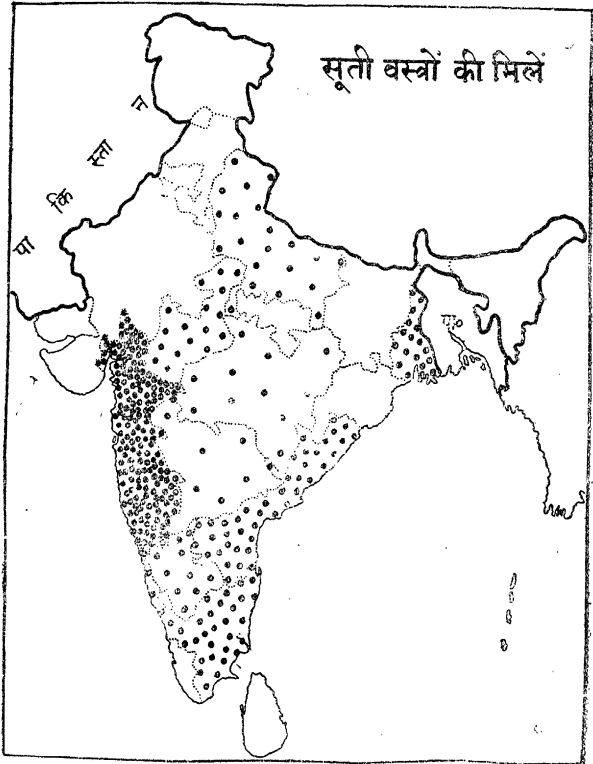 सूती वस्त्रों की मिलें
पा कि स्ता न